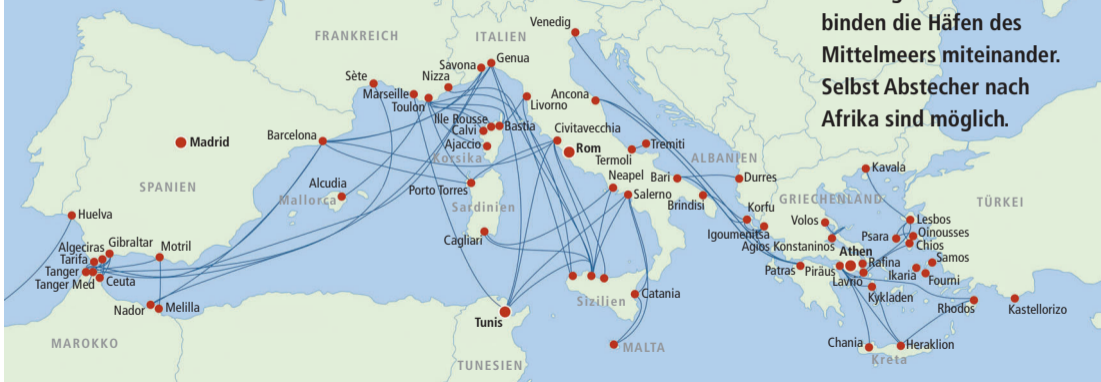 binden die Häfen des
Mittelmeers miteinander.
Selbst Abstecher nach
Afrika sind möglich.
Venedig
FRANKREICH
ITALIEN
Savona
Genua
Sète
Nizza
Marseille
Toulon
Livorno
Ancona
Ille Rousse
Calvi
Bastia
Ajaccio
Korsika
Civitavecchia
Rom
Tremiti
Termoli
Madrid
Barcelona
Neapel
Bari
ALBANIEN
Durres
Kavala
SPANIEN
Alcudia
Mallorca
Porto Torres
Sardinien
Salerno
Brindisi
Korfu
GRIECHENLAND
TÜRKEI
Huelva
Volos
Lesbos
Igoumenitsa
Psara
Oinousses
Chios
Agios Konstaninos
Cagliari
Algeciras
Gibraltar
Motril
Tarifa
Athen
Rafina
Samos
Tanger
Patras
Piräus
Ikaria
Fourni
Tanger Med
Ceuta
Lavrio
Kykladen
Catania
Sizilien
Nador
Melilla
Rhodos
Kastellorizo
Tunis
MAROKKO
MALTA
Chania
Heraklion
Kreta
TUNESIEN